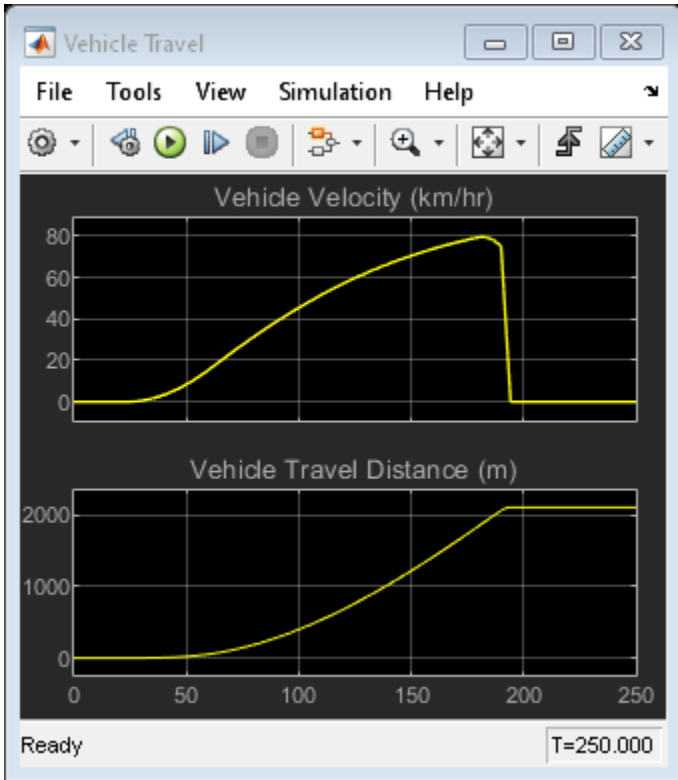 Vehicle Travel
File Tools View Simulation Help
Vehicle Velocity (km/hr)
80
60
40
20
0
Vehicle Travel Distance (m)
2000
1000
0
0 50 100 150 200 250
Ready T=250.000